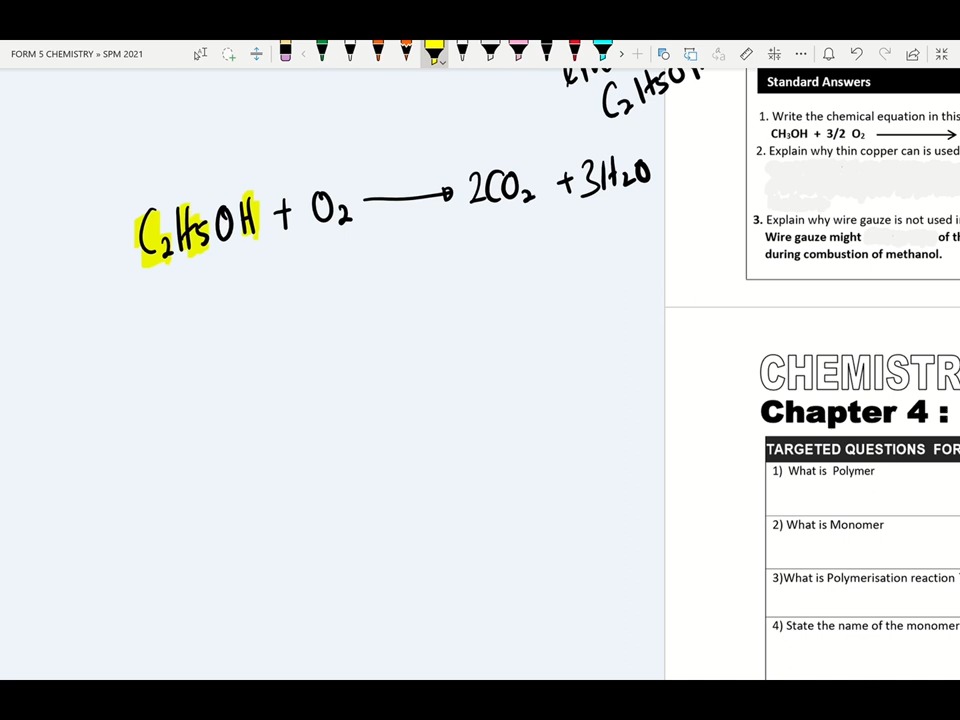 FORM 5 CHEMISTRY » SPM 2021
C₂H₅OH
C₂H₅OH + O₂ ⟶ 2CO₂ + 3H₂O
Standard Answers
1. Write the chemical equation in this
CH₃OH + 3/2 O₂ ⟶
2. Explain why thin copper can is used
3. Explain why wire gauze is not used i
Wire gauze might of th
during combustion of methanol.
CHEMISTR
Chapter 4 :
TARGETED QUESTIONS FOR
1) What is Polymer
2) What is Monomer
3)What is Polymerisation reaction
4) State the name of the monomer